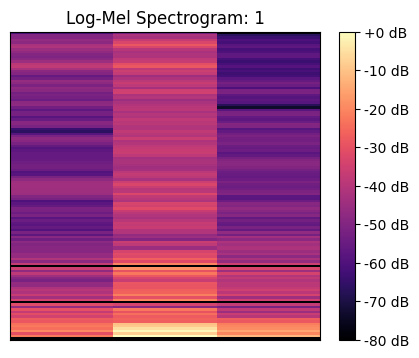 Log-Mel Spectrogram: 1
+0 dB
-10 dB
-20 dB
-30 dB
-40 dB
-50 dB
-60 dB
-70 dB
-80 dB